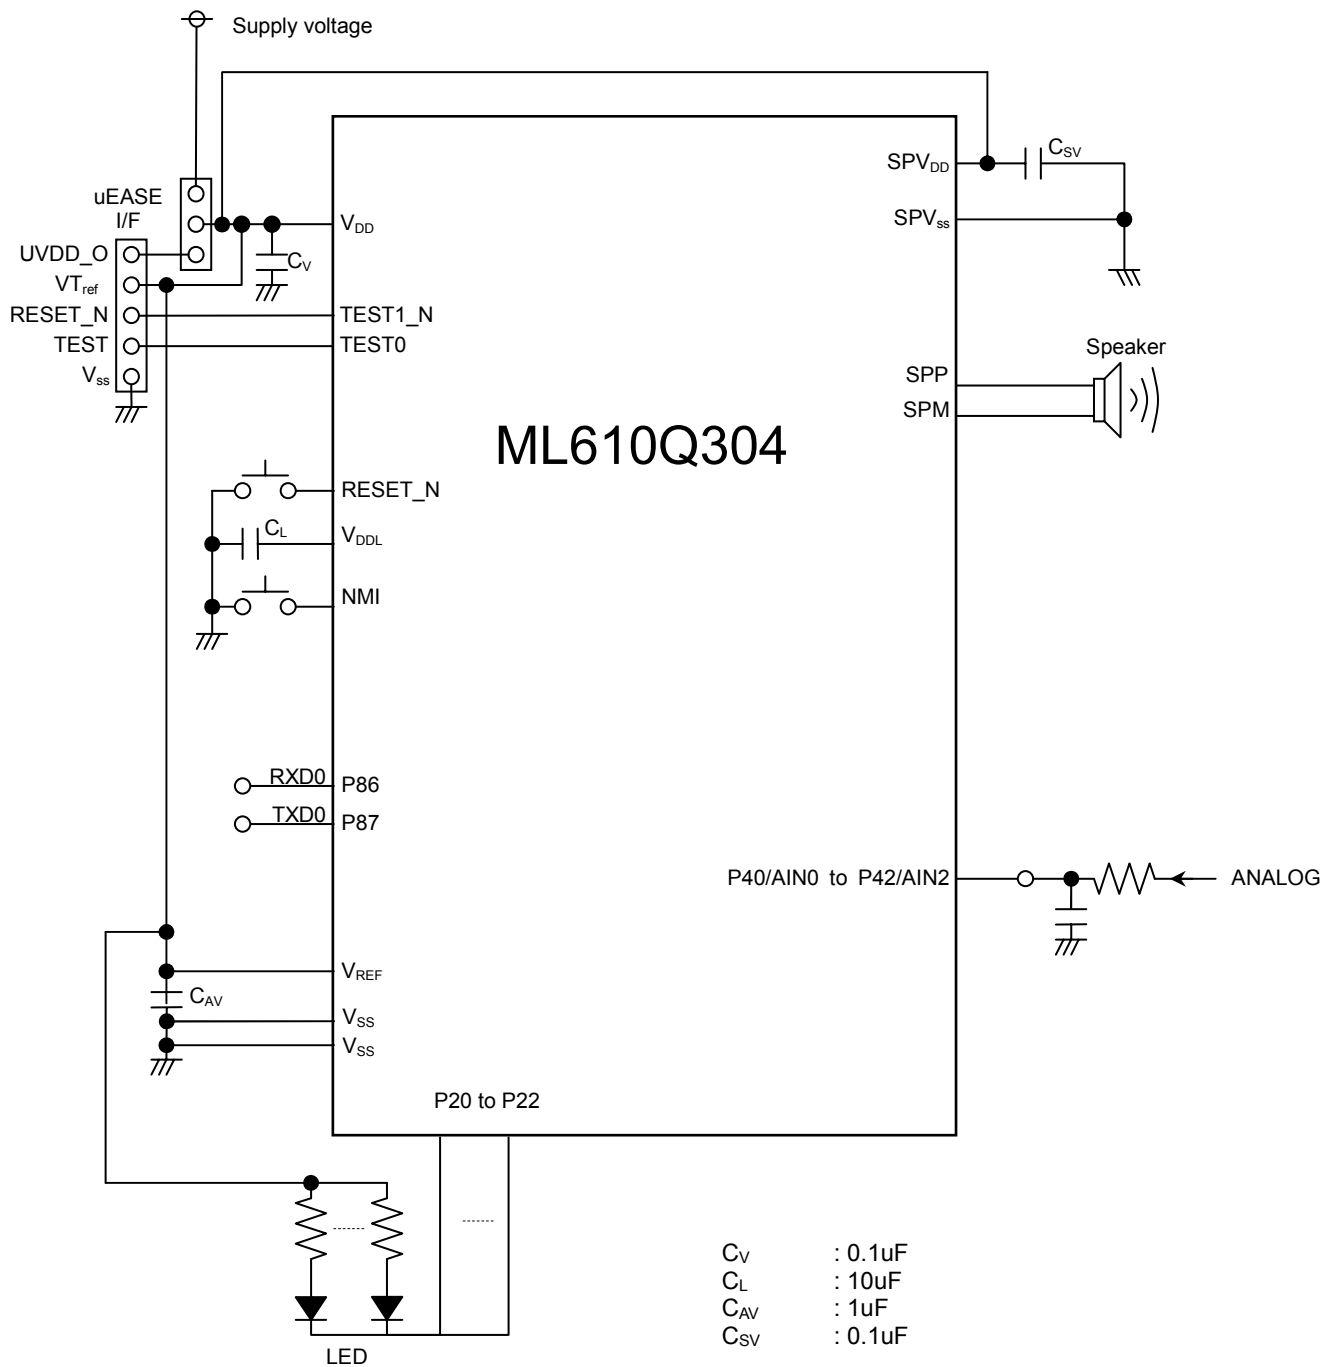 Supply voltage
uEASE
I/F
UVDD_O
VTref
RESET_N
TEST
Vss
VDD
CV
TEST1_N
TEST0
SPVDD
CSV
SPVss
Speaker
SPP
SPM
ML610Q304
RESET_N
CL
VDDL
NMI
RXD0 P86
TXD0 P87
P40/AIN0 to P42/AIN2
ANALOG
VREF
CAV
VSS
VSS
P20 to P22
LED
CV : 0.1uF
CL : 10uF
CAV : 1uF
CSV : 0.1uF